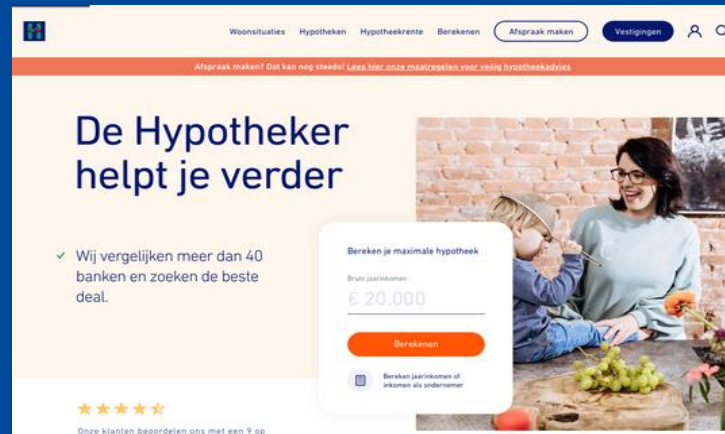 Woonsituaties Hypotheken Hypotheekrente Berekenen Afspraak maken Vestigingen
Afspraak maken? Dat kan nog steeds! Lees hier onze maatregelen voor veilig hypotheekadvies
De Hypotheker
helpt je verder
Wij vergelijken meer dan 40
banken en zoeken de beste
deal.
Bereken je maximale hypotheek
Bruto jaarinkomen
€ 20.000
Berekenen
Bereken jaarinkomen of
inkomen als ondernemer
Onze klanten beoordelen ons met een 9 op